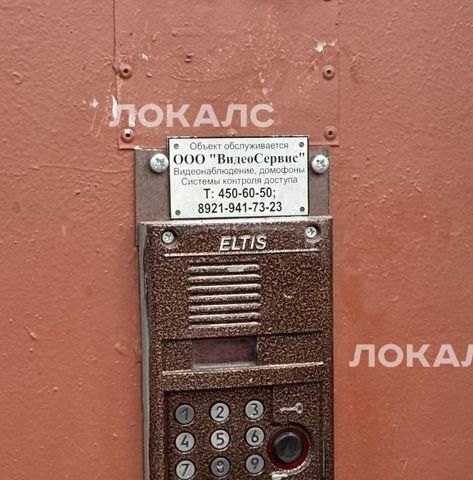 ЛОКАЛС
Объект обслуживается
ООО "ВидеоСервис"
Видеонаблюдение, домофоны
Системы контроля доступа
Т: 450-60-50;
8921-941-73-23
ELTIS
ЛОКАЛС
1 2 3
4 5 6
7 8 9